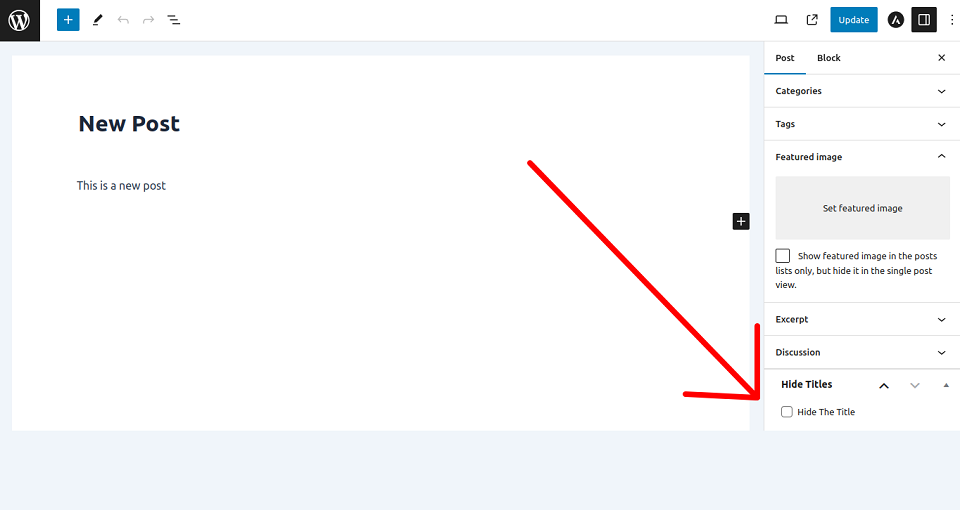 Update
Post
Block
Categories
Tags
Featured image
New Post
This is a new post
Set featured image
Show featured image in the posts
lists only, but hide it in the single post
view.
Excerpt
Discussion
Hide Titles
Hide The Title